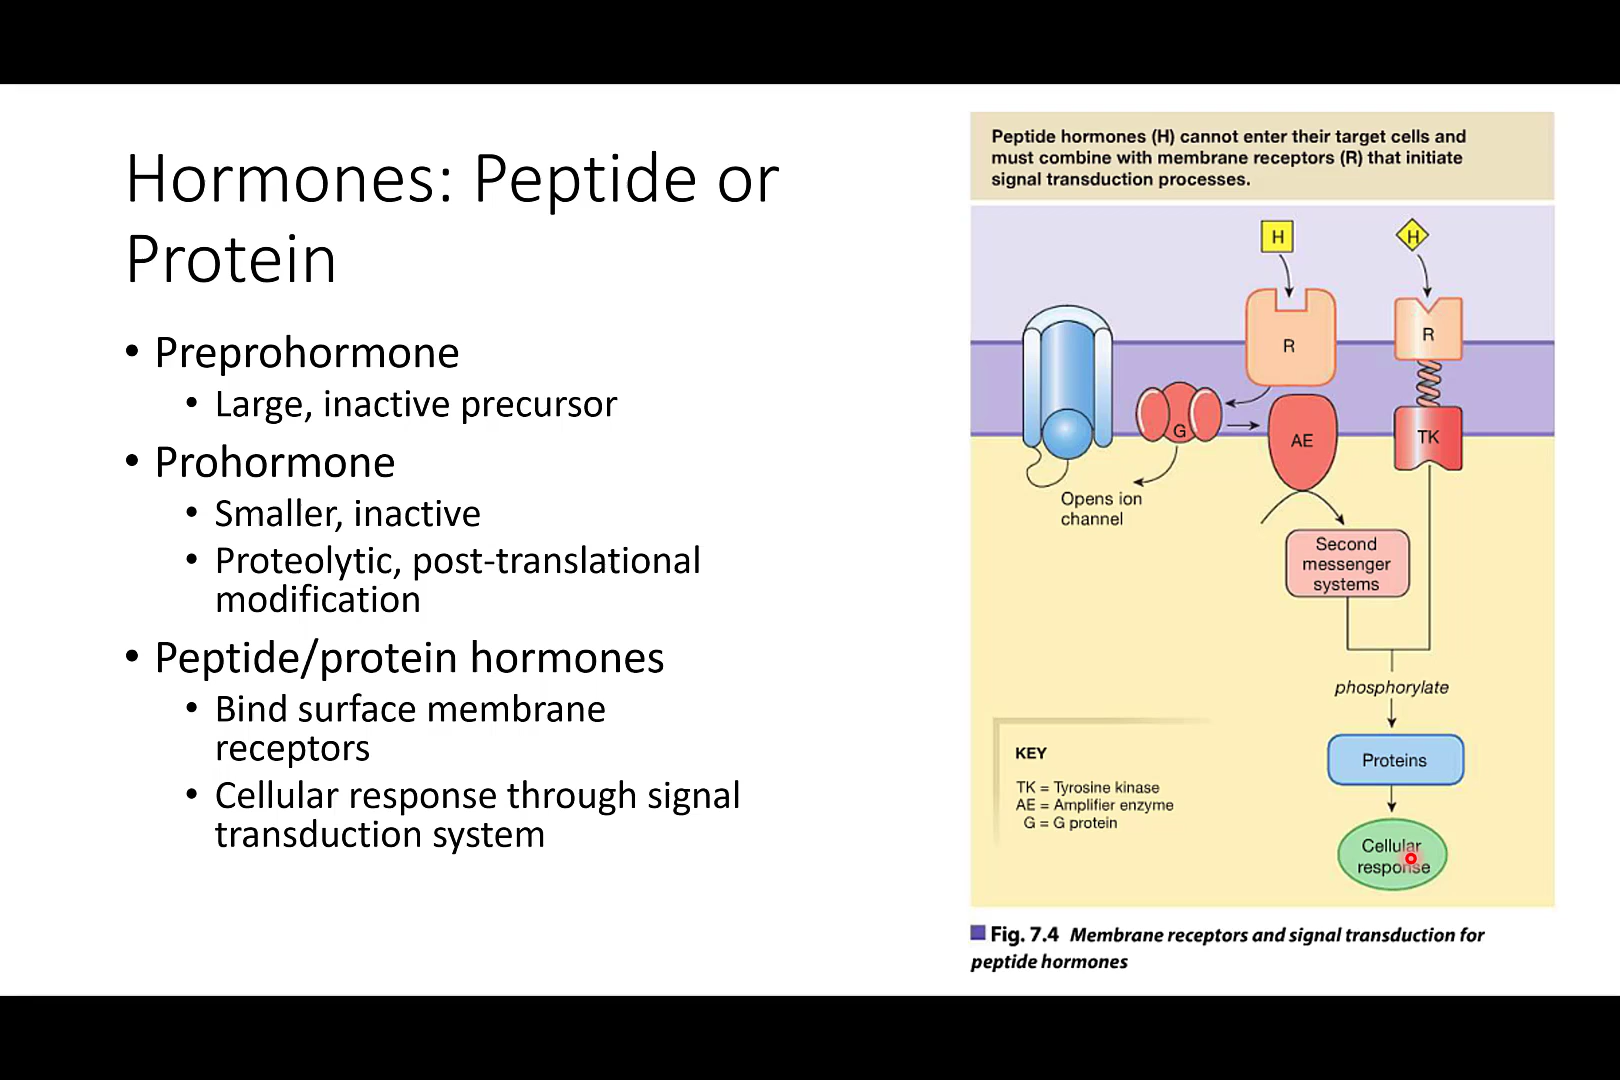 Hormones: Peptide or
Protein
• Preprohormone
• Large, inactive precursor
• Prohormone
• Smaller, inactive
• Proteolytic, post-translational
modification
• Peptide/protein hormones
• Bind surface membrane
receptors
• Cellular response through signal
transduction system
Peptide hormones (H) cannot enter their target cells and
must combine with membrane receptors (R) that initiate
signal transduction processes.
H
H
R
R
G
AE
TK
Opens ion
channel
Second
messenger
systems
phosphorylate
Proteins
Cellular
response
KEY
TK = Tyrosine kinase
AE = Amplifier enzyme
G = G protein
Fig. 7.4 Membrane receptors and signal transduction for
peptide hormones